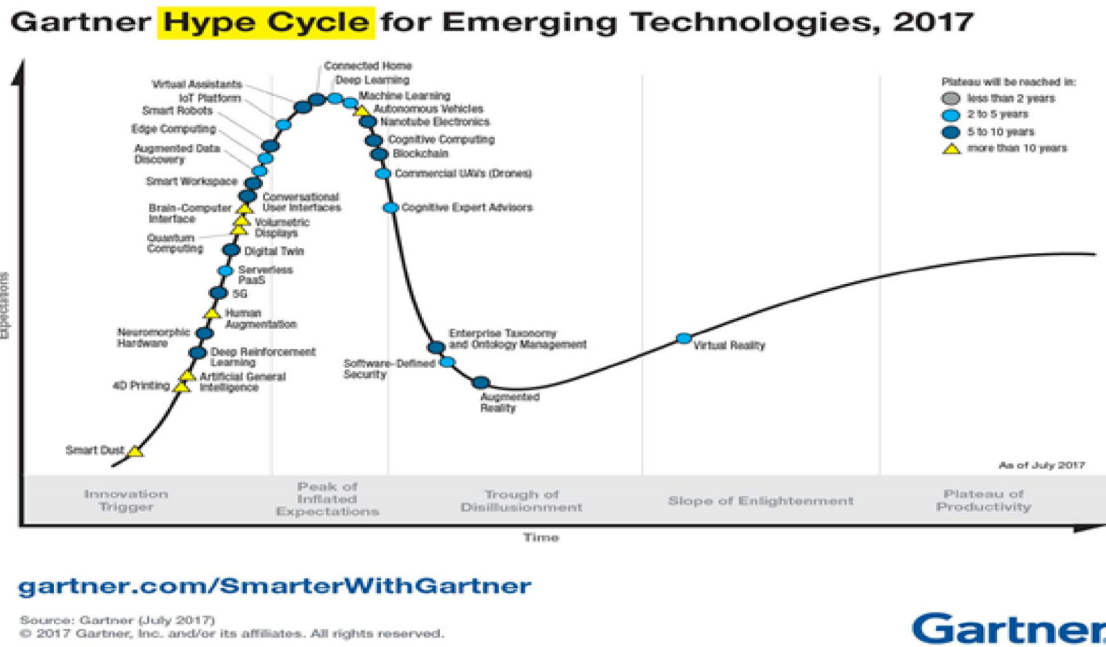 Gartner Hype Cycle for Emerging Technologies, 2017
Plateau will be reached in:
less than 2 years
2 to 5 years
5 to 10 years
more than 10 years
Expectations
Connected Home
Virtual Assistants
Deep Learning
IoT Platform
Machine Learning
Smart Robots
Autonomous Vehicles
Edge Computing
Nanotube Electronics
Augmented Data
Discovery
Cognitive Computing
Blockchain
Smart Workspace
Commercial UAVs (Drones)
Conversational
User Interfaces
Brain-Computer
Interface
Cognitive Expert Advisors
Volumetric
Displays
Quantum
Computing
Digital Twin
Serverless
PaaS
5G
Human
Augmentation
Neuromorphic
Hardware
Deep Reinforcement
Learning
Artificial General
Intelligence
4D Printing
Smart Dust
Enterprise Taxonomy
and Ontology Management
Software-Defined
Security
Augmented
Reality
Virtual Reality
As of July 2017
Innovation
Trigger
Peak of
Inflated
Expectations
Trough of
Disillusionment
Slope of Enlightenment
Plateau of
Productivity
Time
gartner.com/SmarterWithGartner
Source: Gartner (July 2017)
© 2017 Gartner, Inc. and/or its affiliates. All rights reserved.
Gartner